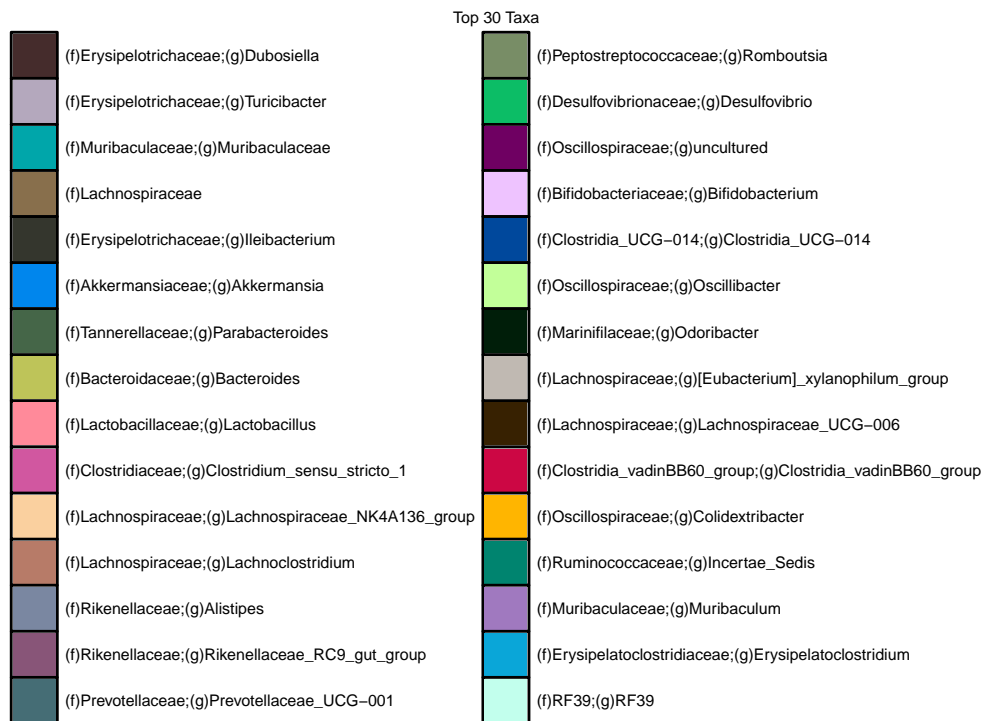 Top 30 Taxa
(f)Erysipelotrichaceae;(g)Dubosiella
(f)Erysipelotrichaceae;(g)Turicibacter
(f)Muribaculaceae;(g)Muribaculaceae
(f)Lachnospiraceae
(f)Erysipelotrichaceae;(g)Ileibacterium
(f)Akkermansiaceae;(g)Akkermansia
(f)Tannerellaceae;(g)Parabacteroides
(f)Bacteroidaceae;(g)Bacteroides
(f)Lactobacillaceae;(g)Lactobacillus
(f)Clostridiaceae;(g)Clostridium_sensu_stricto_1
(f)Lachnospiraceae;(g)Lachnospiraceae_NK4A136_group
(f)Lachnospiraceae;(g)Lachnoclostridium
(f)Rikenellaceae;(g)Alistipes
(f)Rikenellaceae;(g)Rikenellaceae_RC9_gut_group
(f)Prevotellaceae;(g)Prevotellaceae_UCG−001
(f)Peptostreptococcaceae;(g)Romboutsia
(f)Desulfovibrionaceae;(g)Desulfovibrio
(f)Oscillospiraceae;(g)uncultured
(f)Bifidobacteriaceae;(g)Bifidobacterium
(f)Clostridia_UCG−014;(g)Clostridia_UCG−014
(f)Oscillospiraceae;(g)Oscillibacter
(f)Marinifilaceae;(g)Odoribacter
(f)Lachnospiraceae;(g)[Eubacterium]_xylanophilum_group
(f)Lachnospiraceae;(g)Lachnospiraceae_UCG−006
(f)Clostridia_vadinBB60_group;(g)Clostridia_vadinBB60_group
(f)Oscillospiraceae;(g)Colidextribacter
(f)Ruminococcaceae;(g)Incertae_Sedis
(f)Muribaculaceae;(g)Muribaculum
(f)Erysipelatoclostridiaceae;(g)Erysipelatoclostridium
(f)RF39;(g)RF39